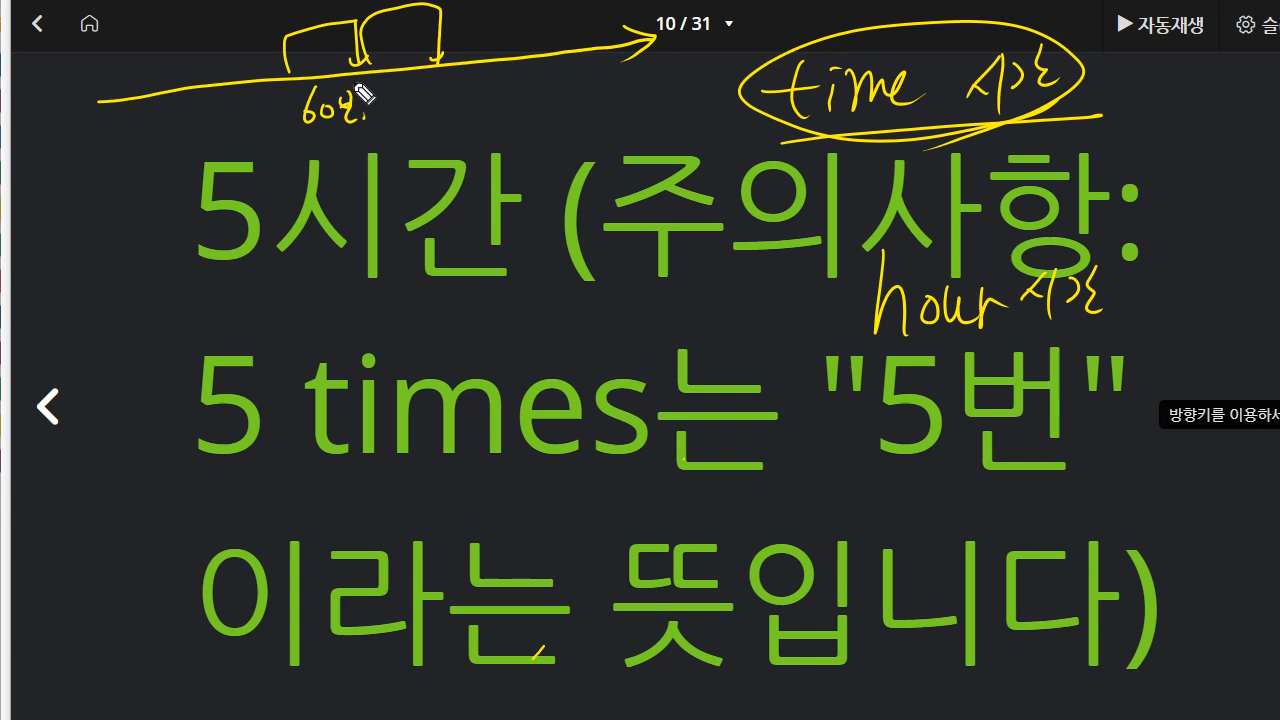 10 / 31
▶ 자동재생
슬
time 시간
60분
5시간 (주의사항:
hour 시간
5 times는 "5번"
방향키를 이용하시
이라는 뜻입니다)